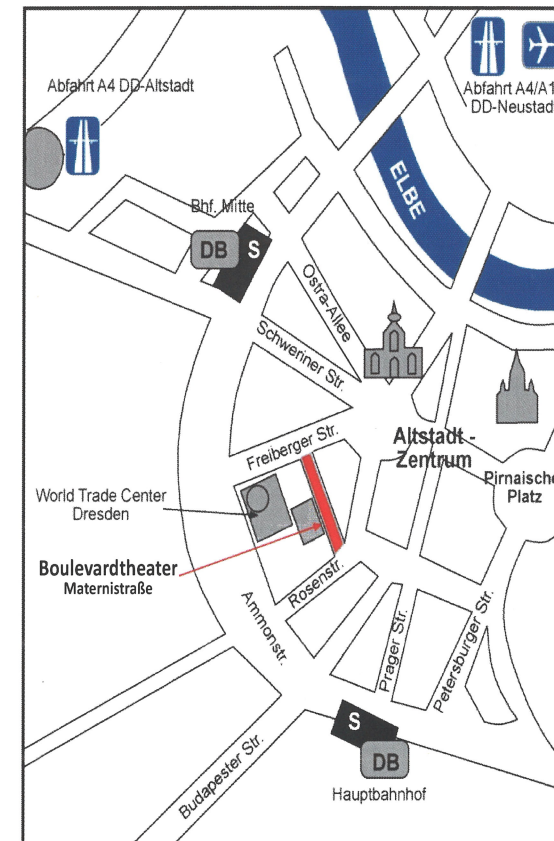 Abfahrt A4 DD-Altstadt
Abfahrt A4/A1
DD-Neustad
ELBE
Bhf. Mitte
DB S
Ostra-Allee
Schweriner Str.
Altstadt -
Zentrum
Freiberger Str.
Pirnaische
Platz
World Trade Center
Dresden
Boulevardtheater
Maternistraße
Rosenstr.
Ammonstr.
Prager Str.
Petersburger Str.
S
DB
Budapester Str.
Hauptbahnhof